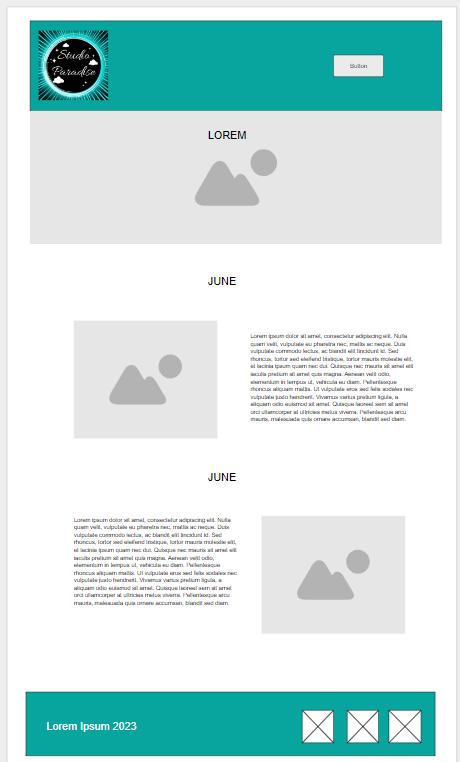 Studio
Paradise
Button
LOREM
JUNE
Lorem ipsum dolor sit amet, consectetur adipiscing elit. Nulla
quam velit, vulputate eu pharetra nec, mattis ac neque. Duis
vulputate commodo lectus, ac blandit elit tincidunt id. Sed
rhoncus, tortor sed eleifend tristique, tortor mauris molestie elit,
et lacinia ipsum quam nec dui. Quisque nec mauris sit amet elit
iaculis pretium sit amet quis magna. Aenean velit odio,
elementum in tempus ut, vehicula eu diam. Pellentesque
rhoncus aliquam mattis. Ut vulputate eros sed felis sodales nec
vulputate justo hendrerit. Vivamus varius pretium ligula, a
aliquam odio euismod sit amet. Quisque laoreet sem sit amet
orci ullamcorper at ultricies metus viverra. Pellentesque arcu
mauris, malesuada quis ornare accumsan, blandit sed diam.
JUNE
Lorem ipsum dolor sit amet, consectetur adipiscing elit. Nulla
quam velit, vulputate eu pharetra nec, mattis ac neque. Duis
vulputate commodo lectus, ac blandit elit tincidunt id. Sed
rhoncus, tortor sed eleifend tristique, tortor mauris molestie elit,
et lacinia ipsum quam nec dui. Quisque nec mauris sit amet elit
iaculis pretium sit amet quis magna. Aenean velit odio,
elementum in tempus ut, vehicula eu diam. Pellentesque
rhoncus aliquam mattis. Ut vulputate eros sed felis sodales nec
vulputate justo hendrerit. Vivamus varius pretium ligula, a
aliquam odio euismod sit amet. Quisque laoreet sem sit amet
orci ullamcorper at ultricies metus viverra. Pellentesque arcu
mauris, malesuada quis ornare accumsan, blandit sed diam.
Lorem Ipsum 2023